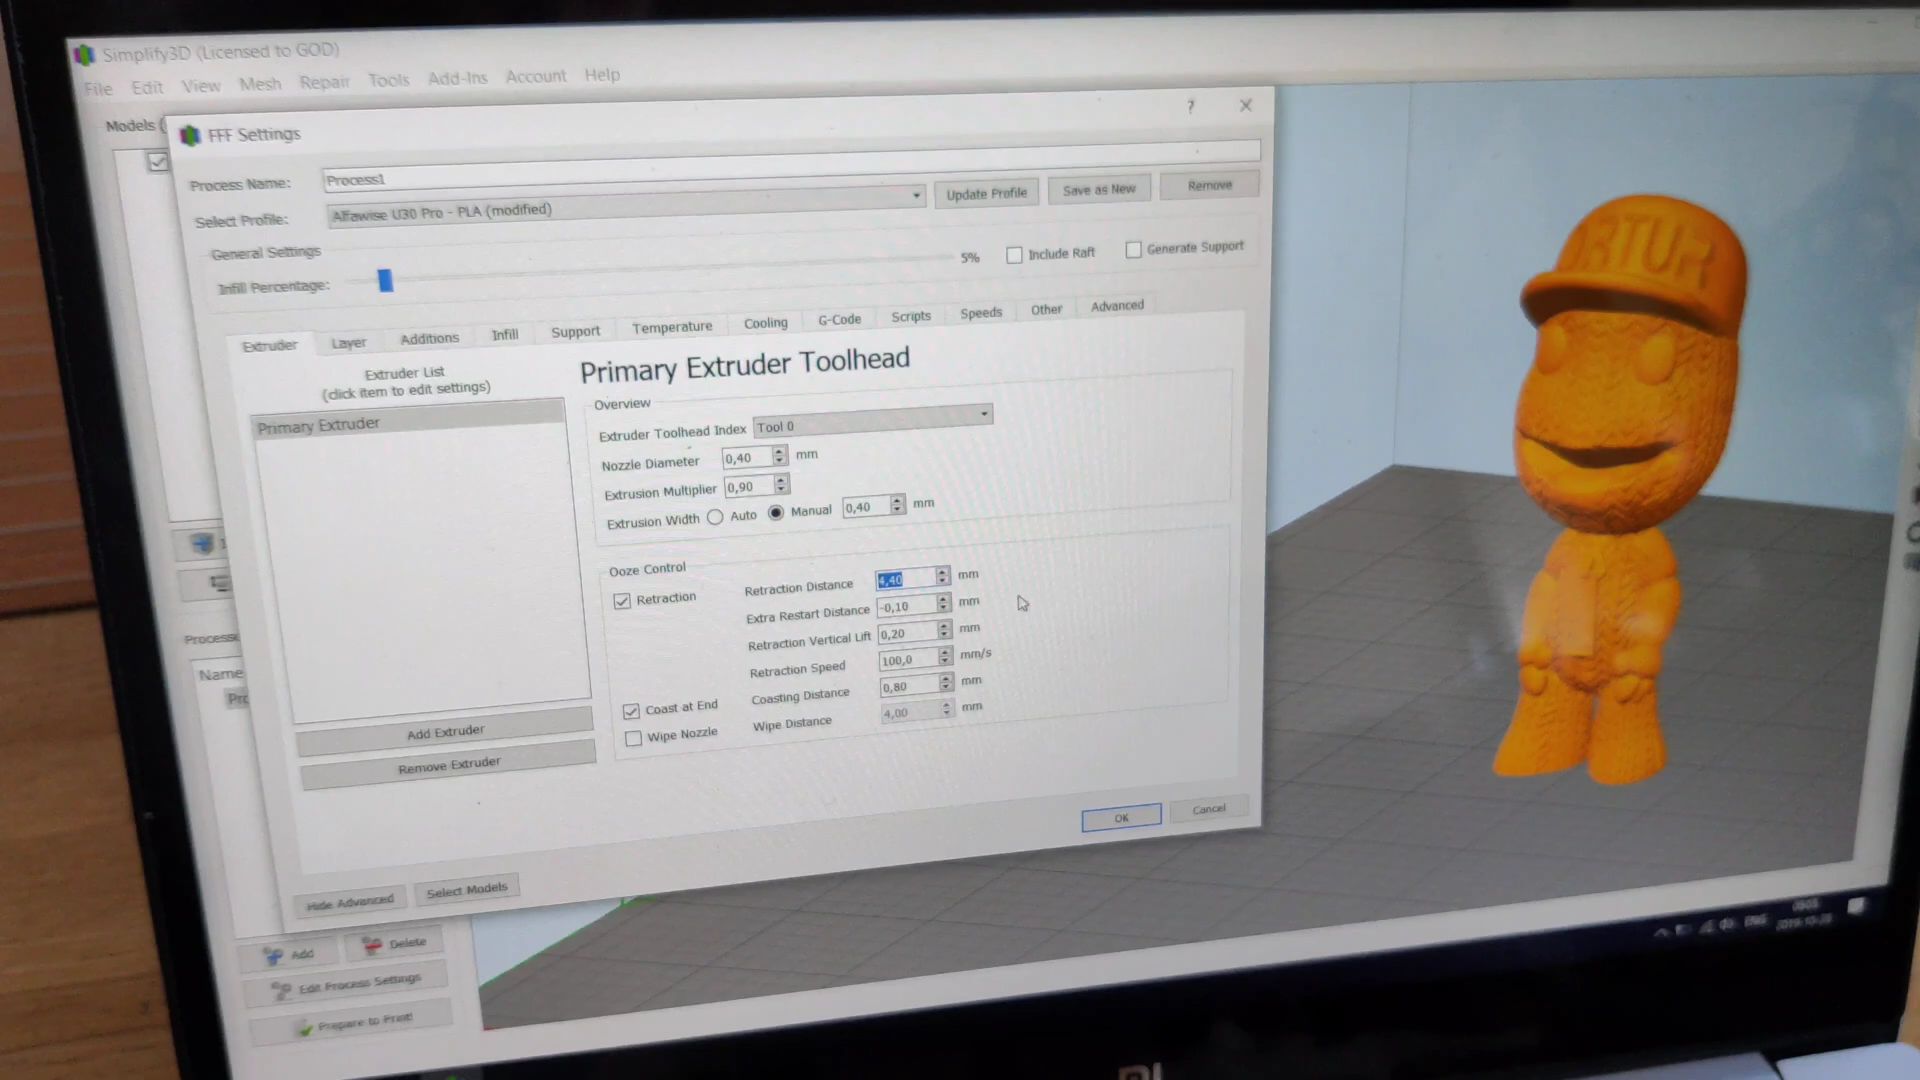 Simplify3D (Licensed to GOD)
File Edit View Mesh Repair Tools Add-Ins Account Help
Models (
FFF Settings
? ×
Process Name: Process1
Select Profile: Alfawise U30 Pro - PLA (modified) Update Profile Save as New Remove
General Settings
Infill Percentage: 5% Include Raft Generate Support
Extruder Layer Additions Infill Support Temperature Cooling G-Code Scripts Speeds Other Advanced
Extruder List
(click item to edit settings)
Primary Extruder
Add Extruder
Remove Extruder
Primary Extruder Toolhead
Overview
Extruder Toolhead Index Tool 0
Nozzle Diameter 0,40 mm
Extrusion Multiplier 0,90
Extrusion Width Auto Manual 0,40 mm
Ooze Control
Retraction Retraction Distance 4,40 mm
Extra Restart Distance -0,10 mm
Retraction Vertical Lift 0,20 mm
Retraction Speed 100,0 mm/s
Coast at End Coasting Distance 0,80 mm
Wipe Nozzle Wipe Distance 4,00 mm
OK Cancel
Hide Advanced Select Models
Name
Add Delete
Edit Process Settings
Prepare to Print!
ORTUR
ENG